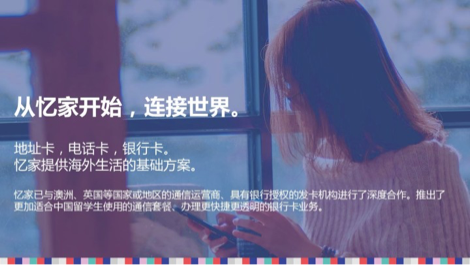 从忆家开始，连接世界。
地址卡，电话卡，银行卡。
忆家提供海外生活的基础方案。
忆家已与澳洲、英国等国家或地区的通信运营商、具有银行授权的发卡机构进行了深度合作。推出了
更加适合中国留学生使用的通信套餐、办理更快捷更透明的银行卡业务。